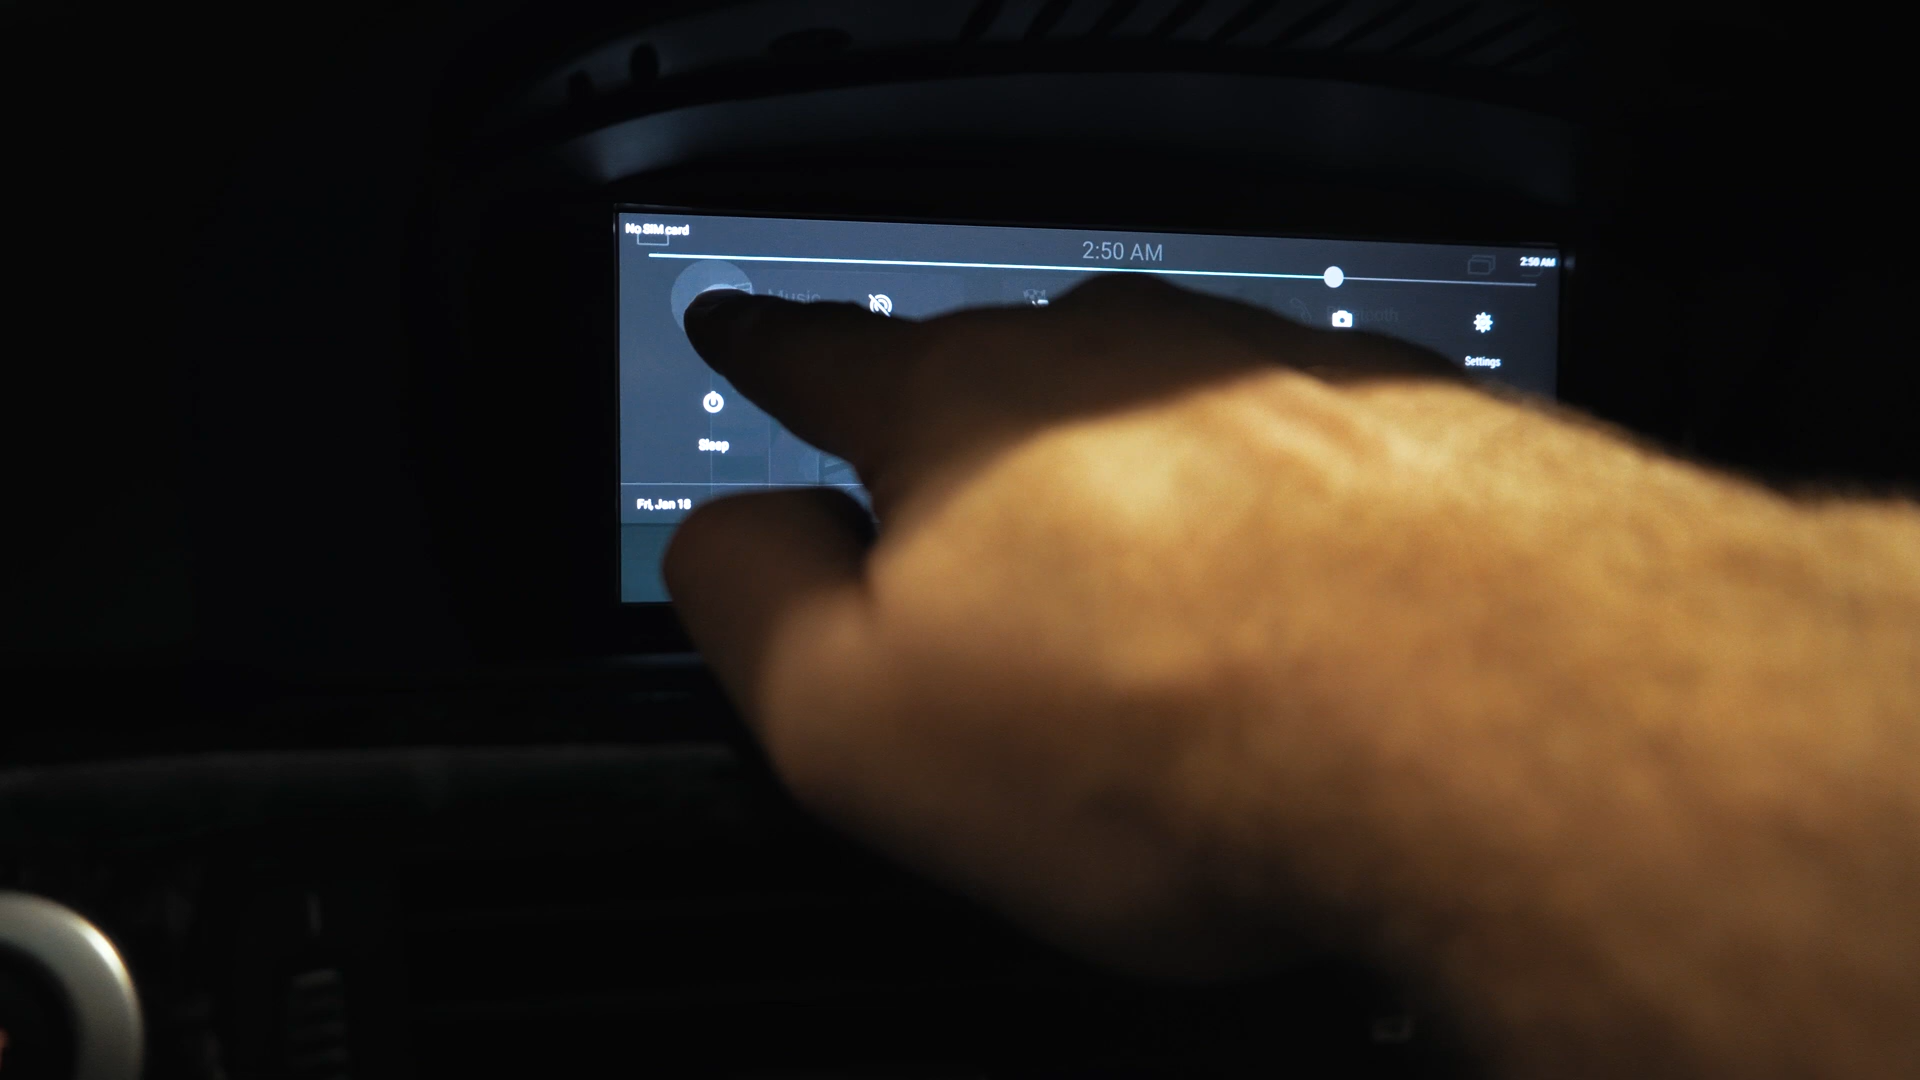 No SIM card
2:50 AM
2:50 AM
Music
Settings
Sleep
Fri, Jan 18